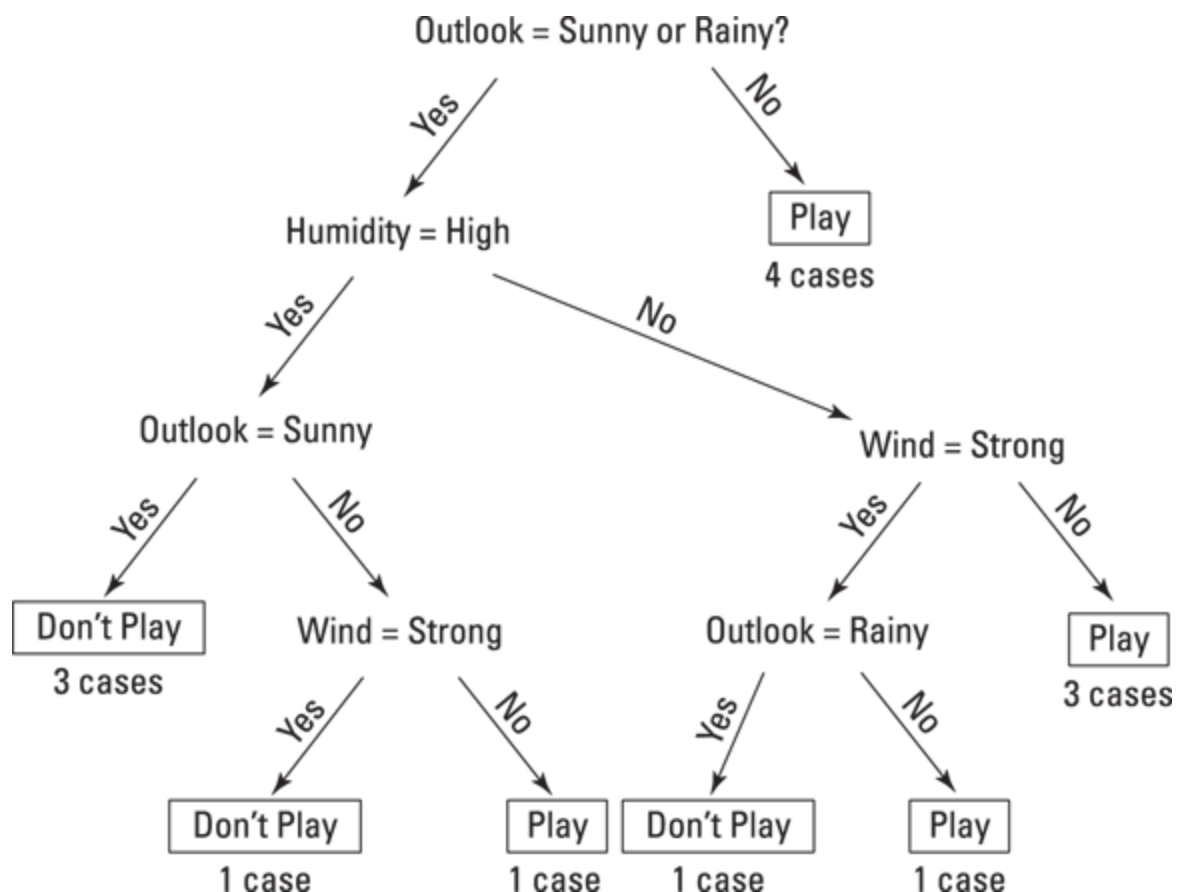 Outlook = Sunny or Rainy?
Yes
No
Humidity = High
Play
4 cases
Yes
No
Outlook = Sunny
Wind = Strong
Yes
No
Yes
No
Don't Play
3 cases
Wind = Strong
Outlook = Rainy
Play
3 cases
Yes
No
Yes
No
Don't Play
Play
Don't Play
Play
1 case
1 case
1 case
1 case